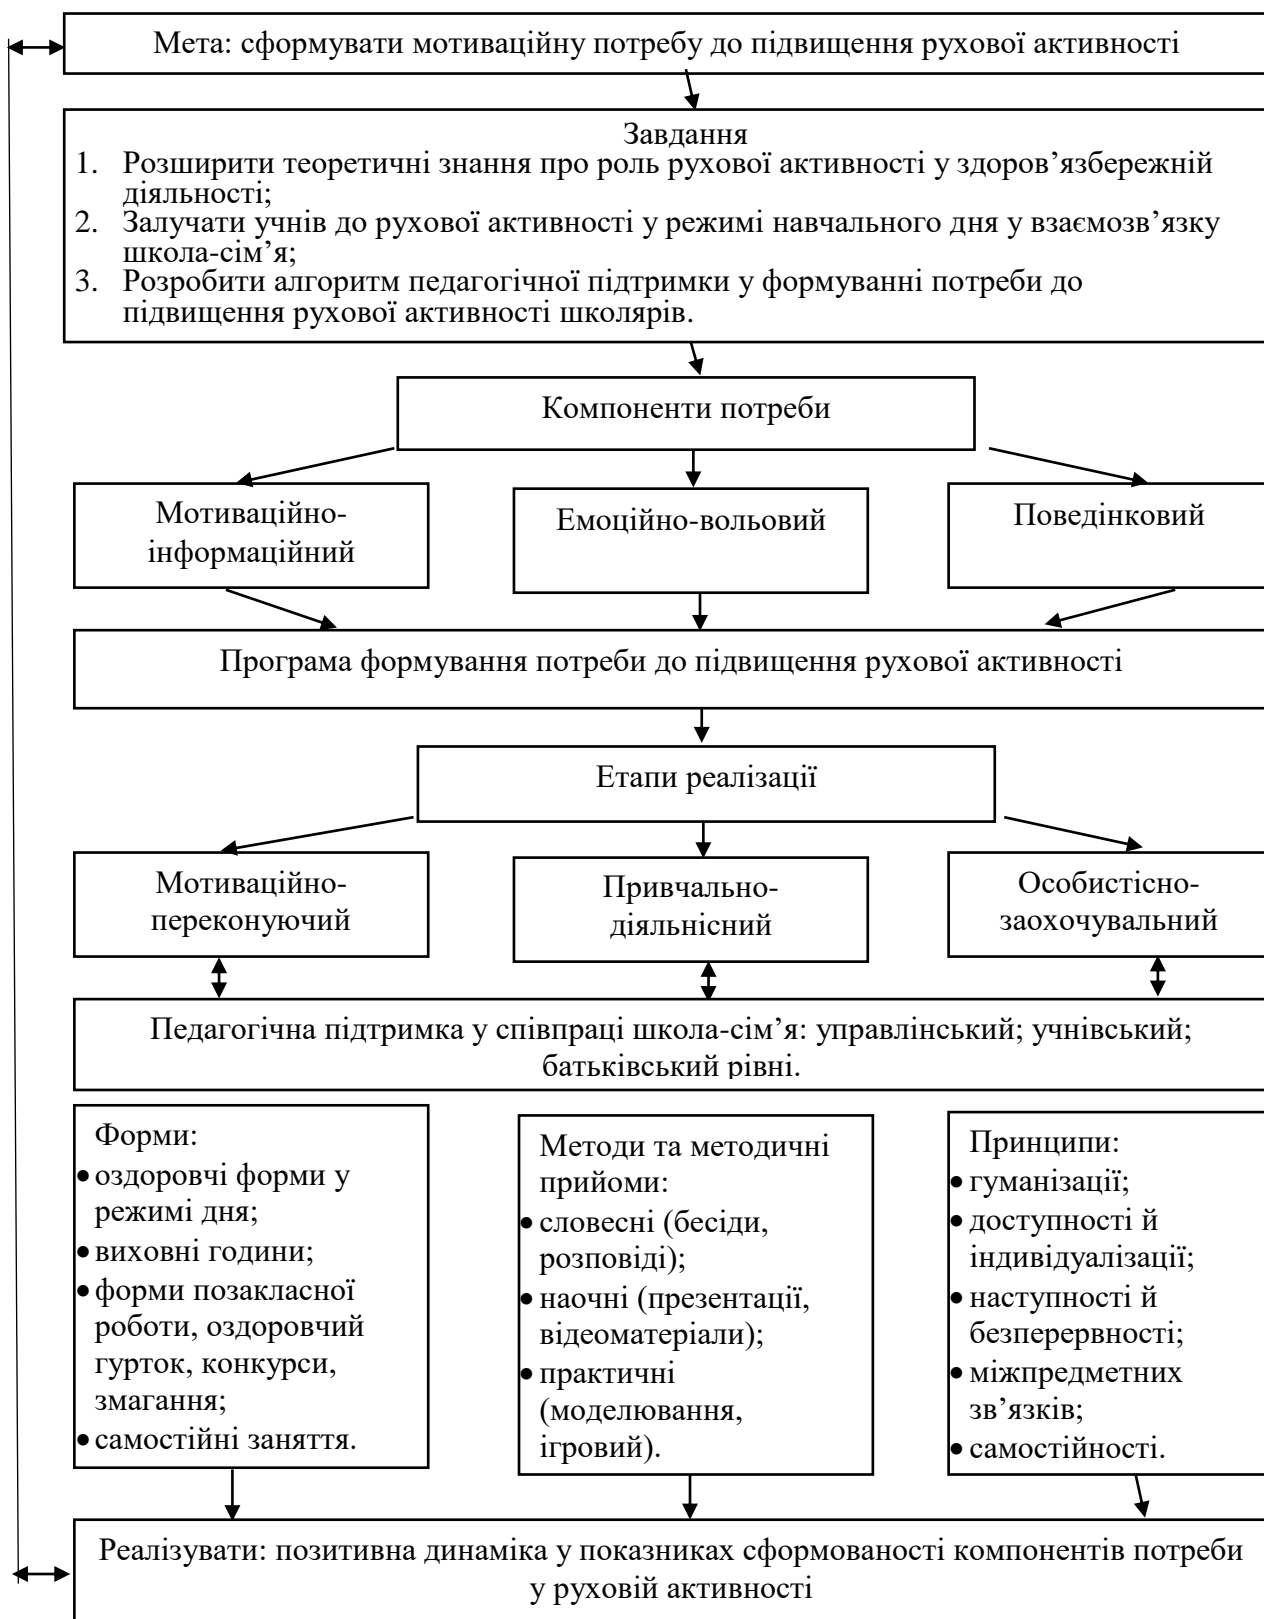 Мета: сформувати мотиваційну потребу до підвищення рухової активності
Завдання
1. Розширити теоретичні знання про роль рухової активності у здоров’язбережній
діяльності;
2. Залучати учнів до рухової активності у режимі навчального дня у взаємозв’язку
школа-сім’я;
3. Розробити алгоритм педагогічної підтримки у формуванні потреби до
підвищення рухової активності школярів.
Компоненти потреби
Мотиваційно-
інформаційний
Емоційно-вольовий
Поведінковий
Програма формування потреби до підвищення рухової активності
Етапи реалізації
Мотиваційно-
переконуючий
Привчально-
діяльнісний
Особистісно-
заохочувальний
Педагогічна підтримка у співпраці школа-сім’я: управлінський; учнівський;
батьківський рівні.
Форми:
• оздоровчі форми у
режимі дня;
• виховні години;
• форми позакласної
роботи, оздоровчий
гурток, конкурси,
змагання;
• самостійні заняття.
Методи та методичні
прийоми:
• словесні (бесіди,
розповіді);
• наочні (презентації,
відеоматеріали);
• практичні
(моделювання,
ігровий).
Принципи:
• гуманізації;
• доступності й
індивідуалізації;
• наступності й
безперервності;
• міжпредметних
зв’язків;
• самостійності.
Реалізувати: позитивна динаміка у показниках сформованості компонентів потреби
у руховій активності